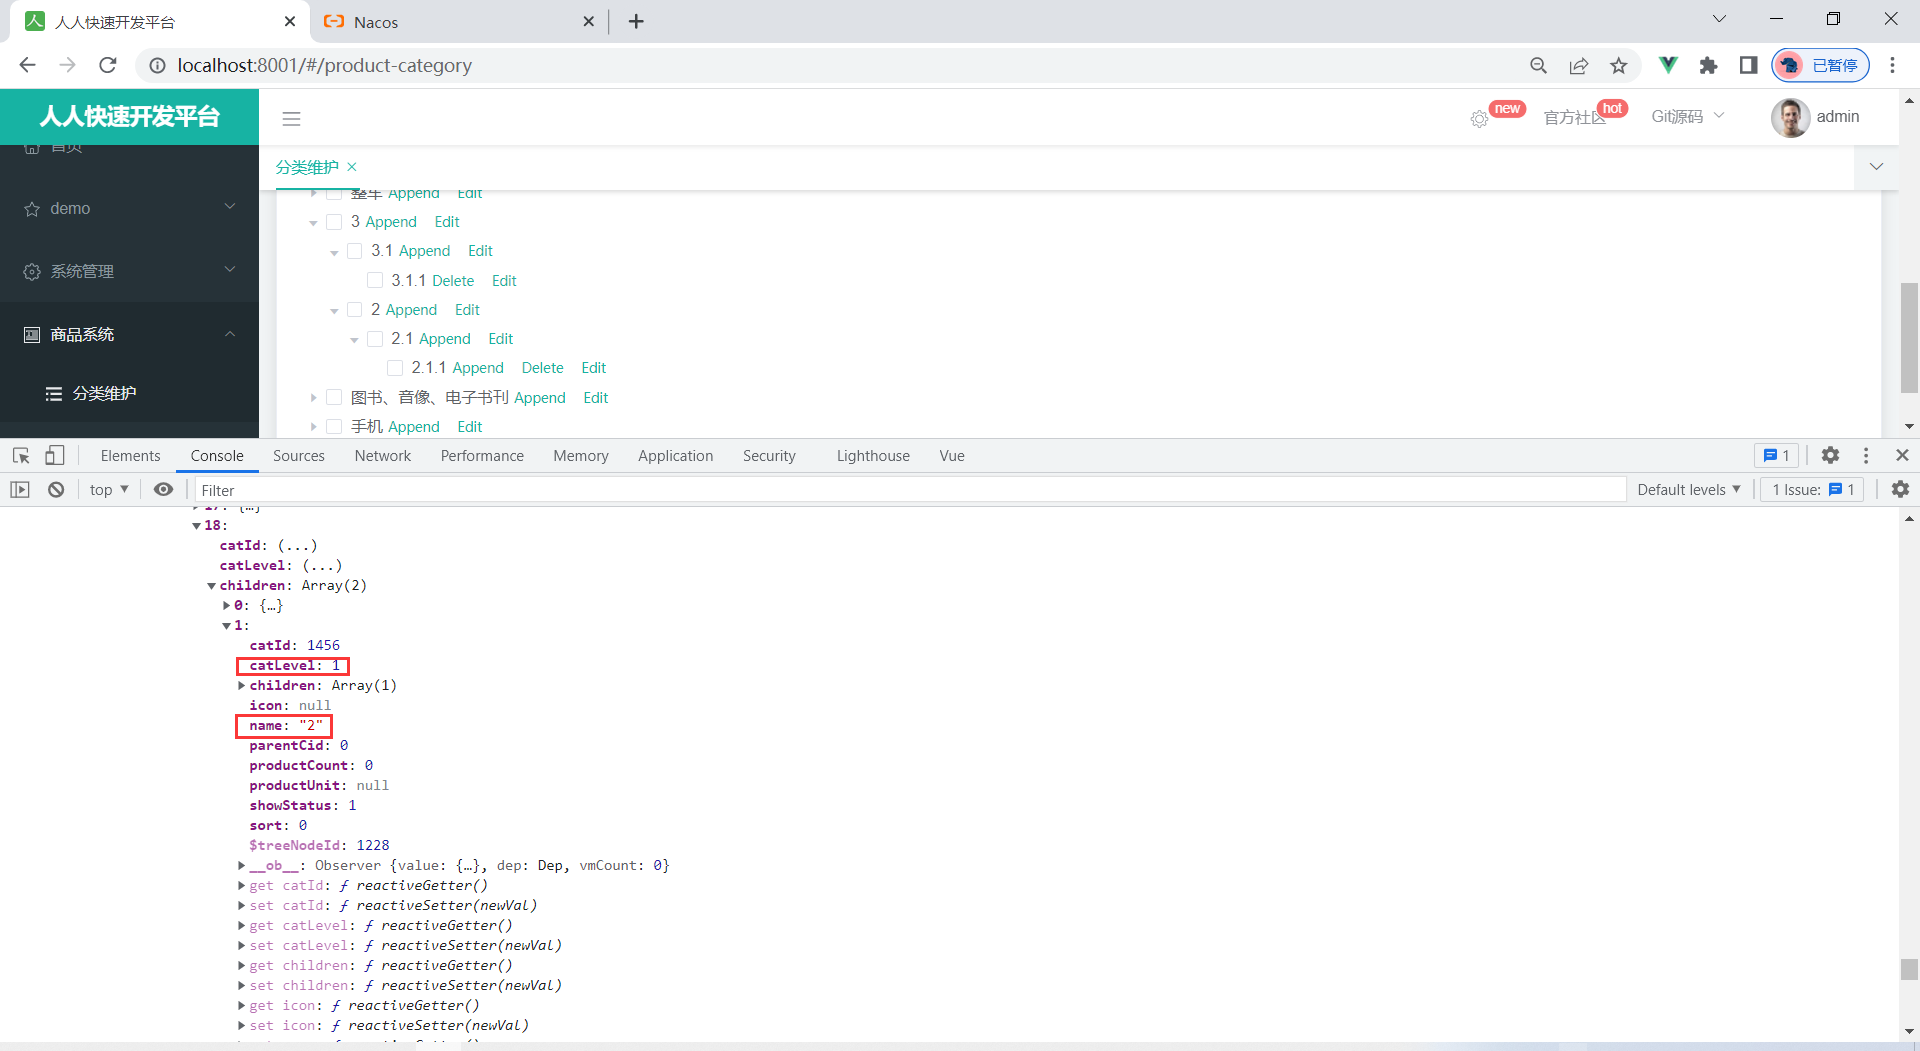 人人快速开发平台
Nacos
localhost:8001/#/product-category
已暂停
人人快速开发平台
new
官方社区
hot
Git源码
admin
首页
demo
系统管理
商品系统
分类维护
分类维护
整车 Append Edit
3 Append Edit
3.1 Append Edit
3.1.1 Delete Edit
2 Append Edit
2.1 Append Edit
2.1.1 Append Delete Edit
图书、音像、电子书刊 Append Edit
手机 Append Edit
Elements Console Sources Network Performance Memory Application Security Lighthouse Vue 1
top Filter Default levels 1 Issue: 1
17: {…}
18:
catId: (...)
catLevel: (...)
children: Array(2)
0: {…}
1:
catId: 1456
catLevel: 1
children: Array(1)
icon: null
name: "2"
parentCid: 0
productCount: 0
productUnit: null
showStatus: 1
sort: 0
$treeNodeId: 1228
__ob__: Observer {value: {…}, dep: Dep, vmCount: 0}
get catId: ƒ reactiveGetter()
set catId: ƒ reactiveSetter(newVal)
get catLevel: ƒ reactiveGetter()
set catLevel: ƒ reactiveSetter(newVal)
get children: ƒ reactiveGetter()
set children: ƒ reactiveSetter(newVal)
get icon: ƒ reactiveGetter()
set icon: ƒ reactiveSetter(newVal)